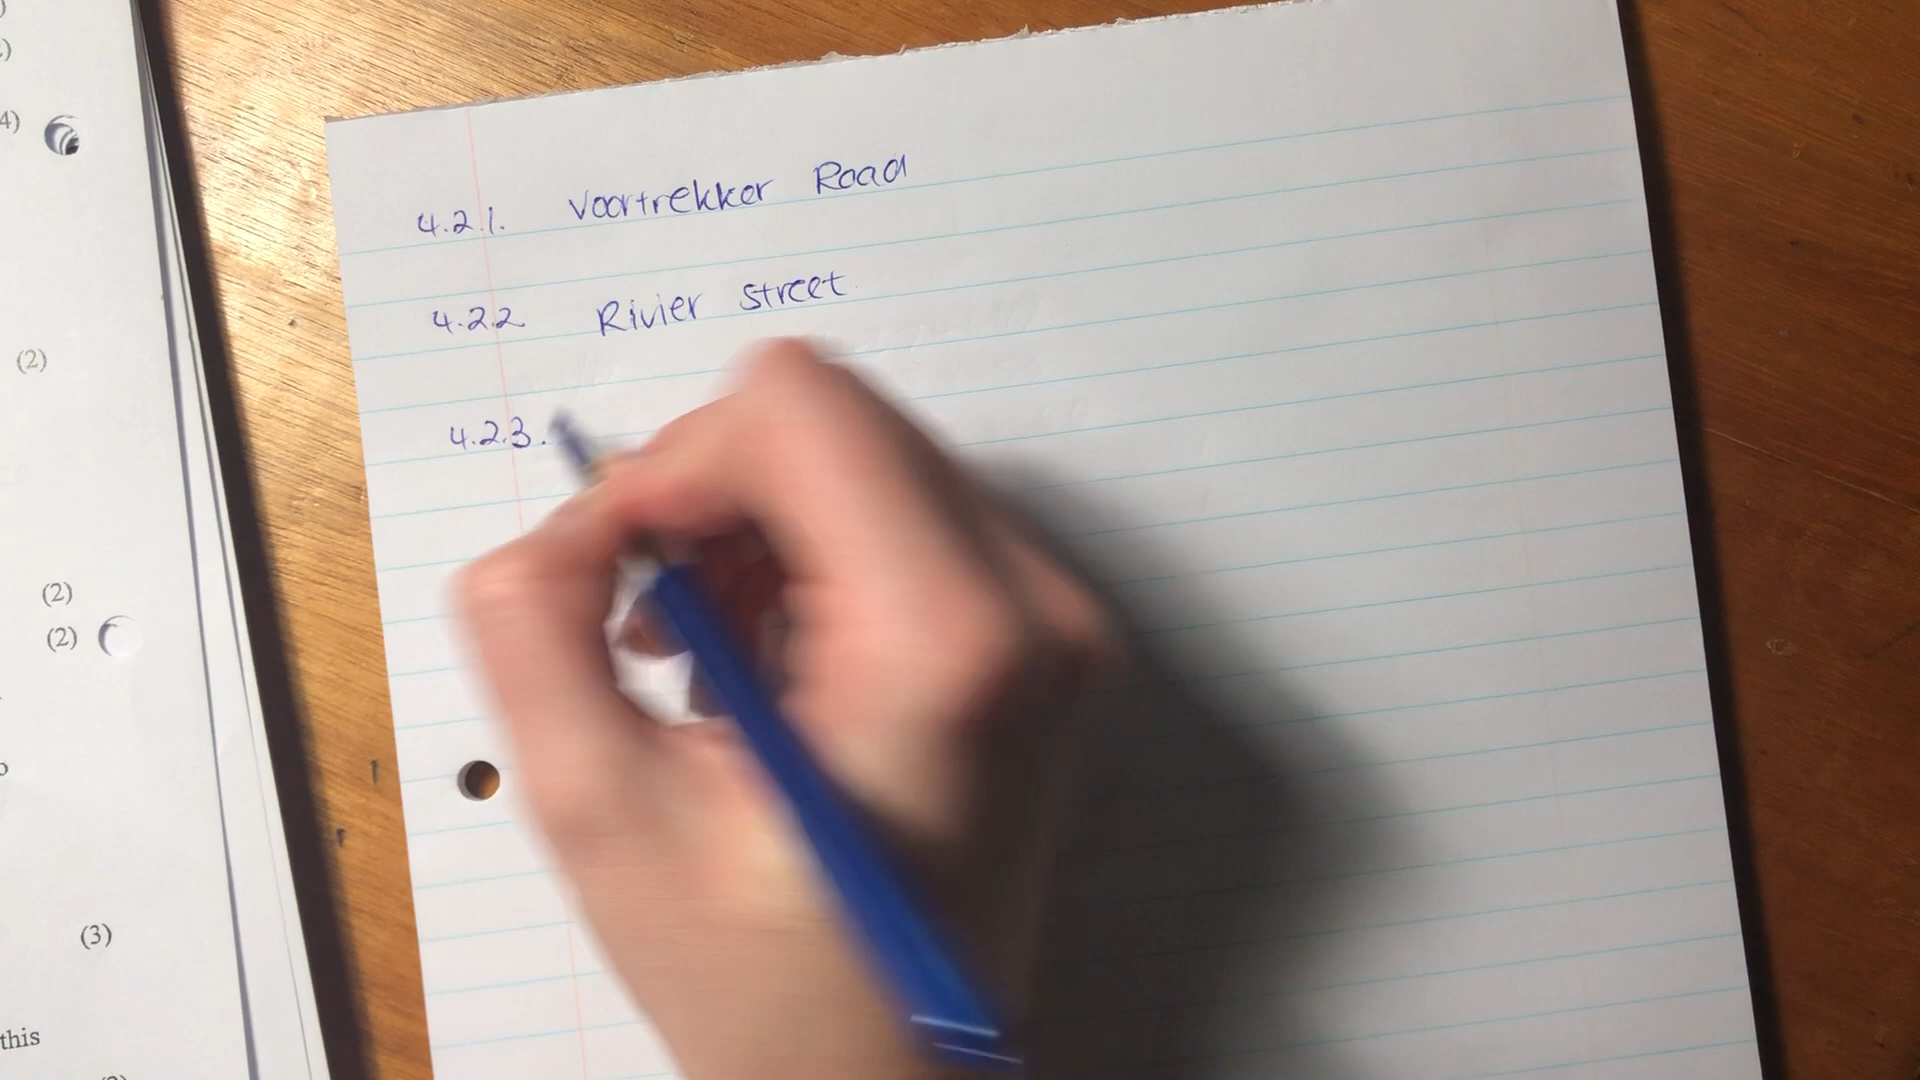 4)
(2)
(2)
(2)
(3)
this
4.2.1. Voortrekker Road
4.2.2 Rivier street
4.2.3.